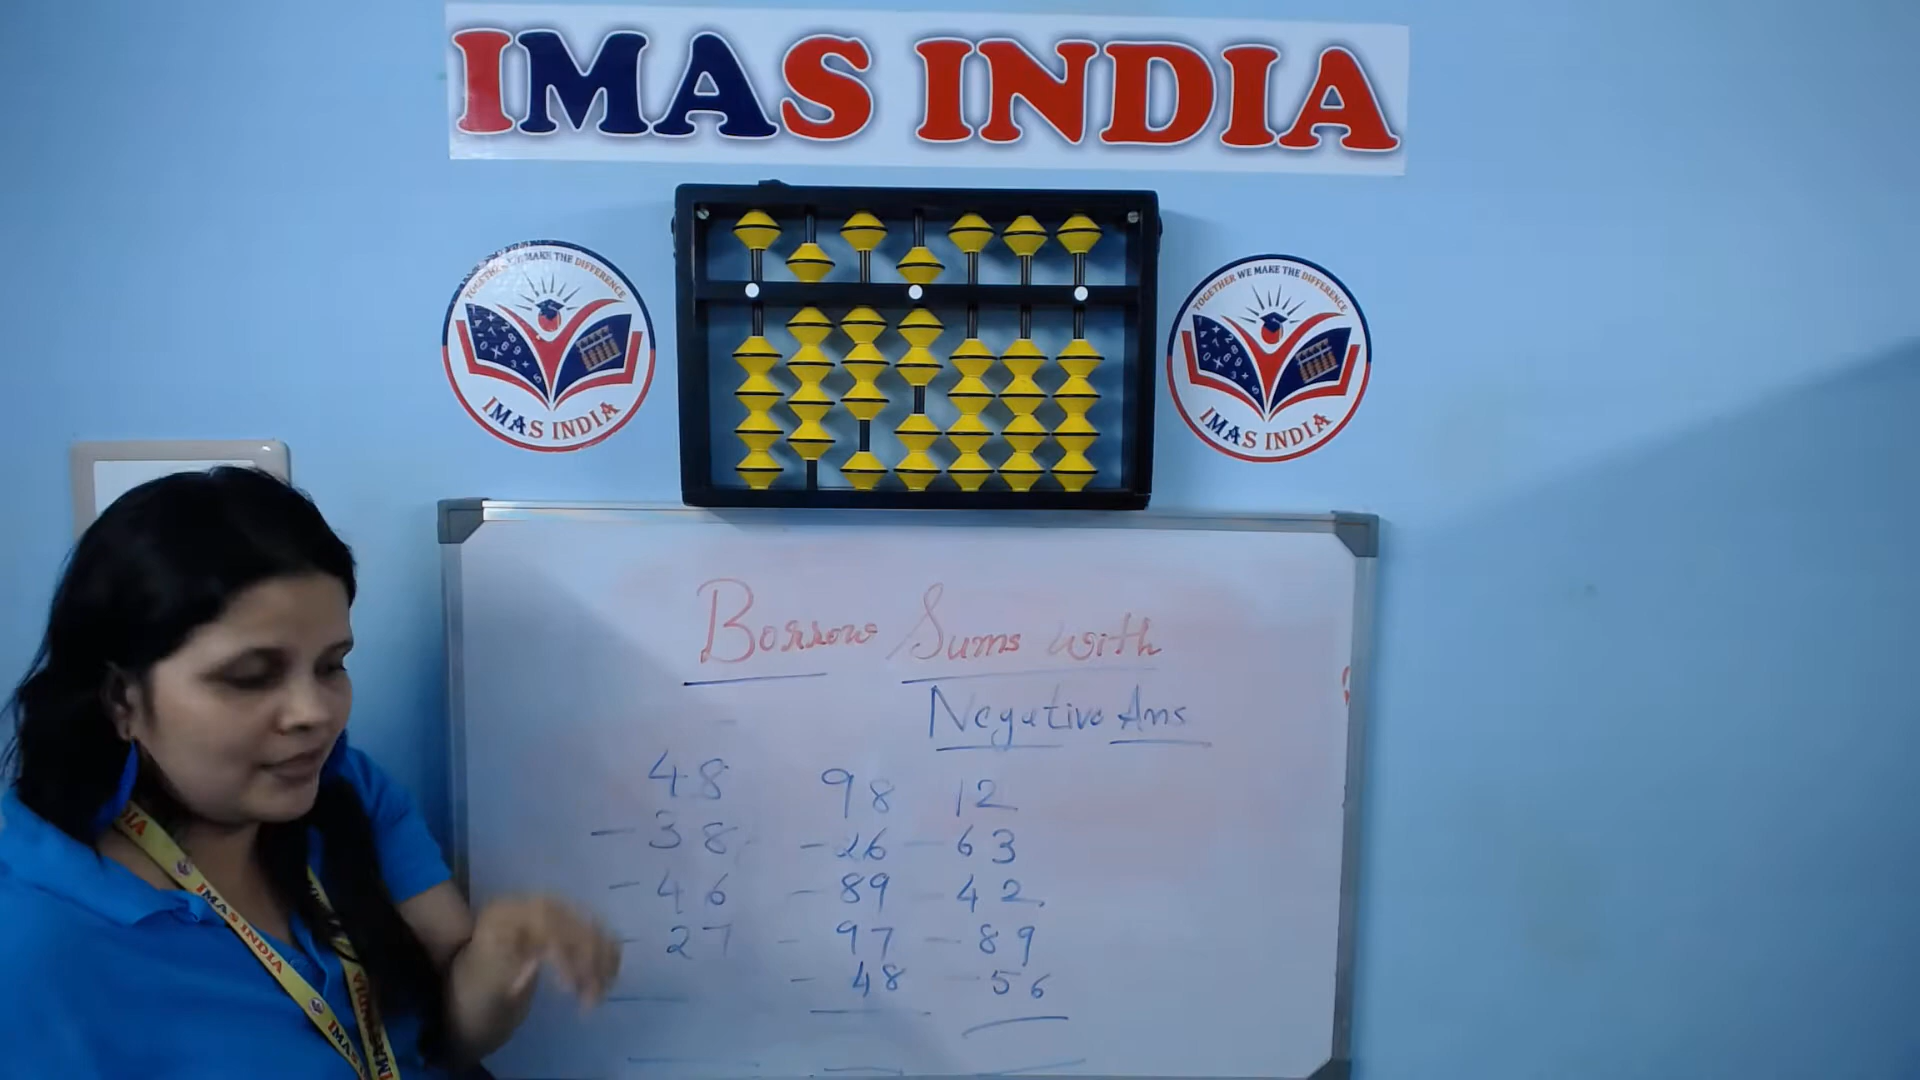 IMAS INDIA
TOGETHER WE MAKE THE DIFFERENCE
IMAS INDIA
TOGETHER WE MAKE THE DIFFERENCE
IMAS INDIA
Borrow Sums with
Negative Ans
48 98 12
- 38 - 26 - 63
- 46 - 89 - 42
- 27 - 97 - 89
- 48 - 56
IMAS INDIA